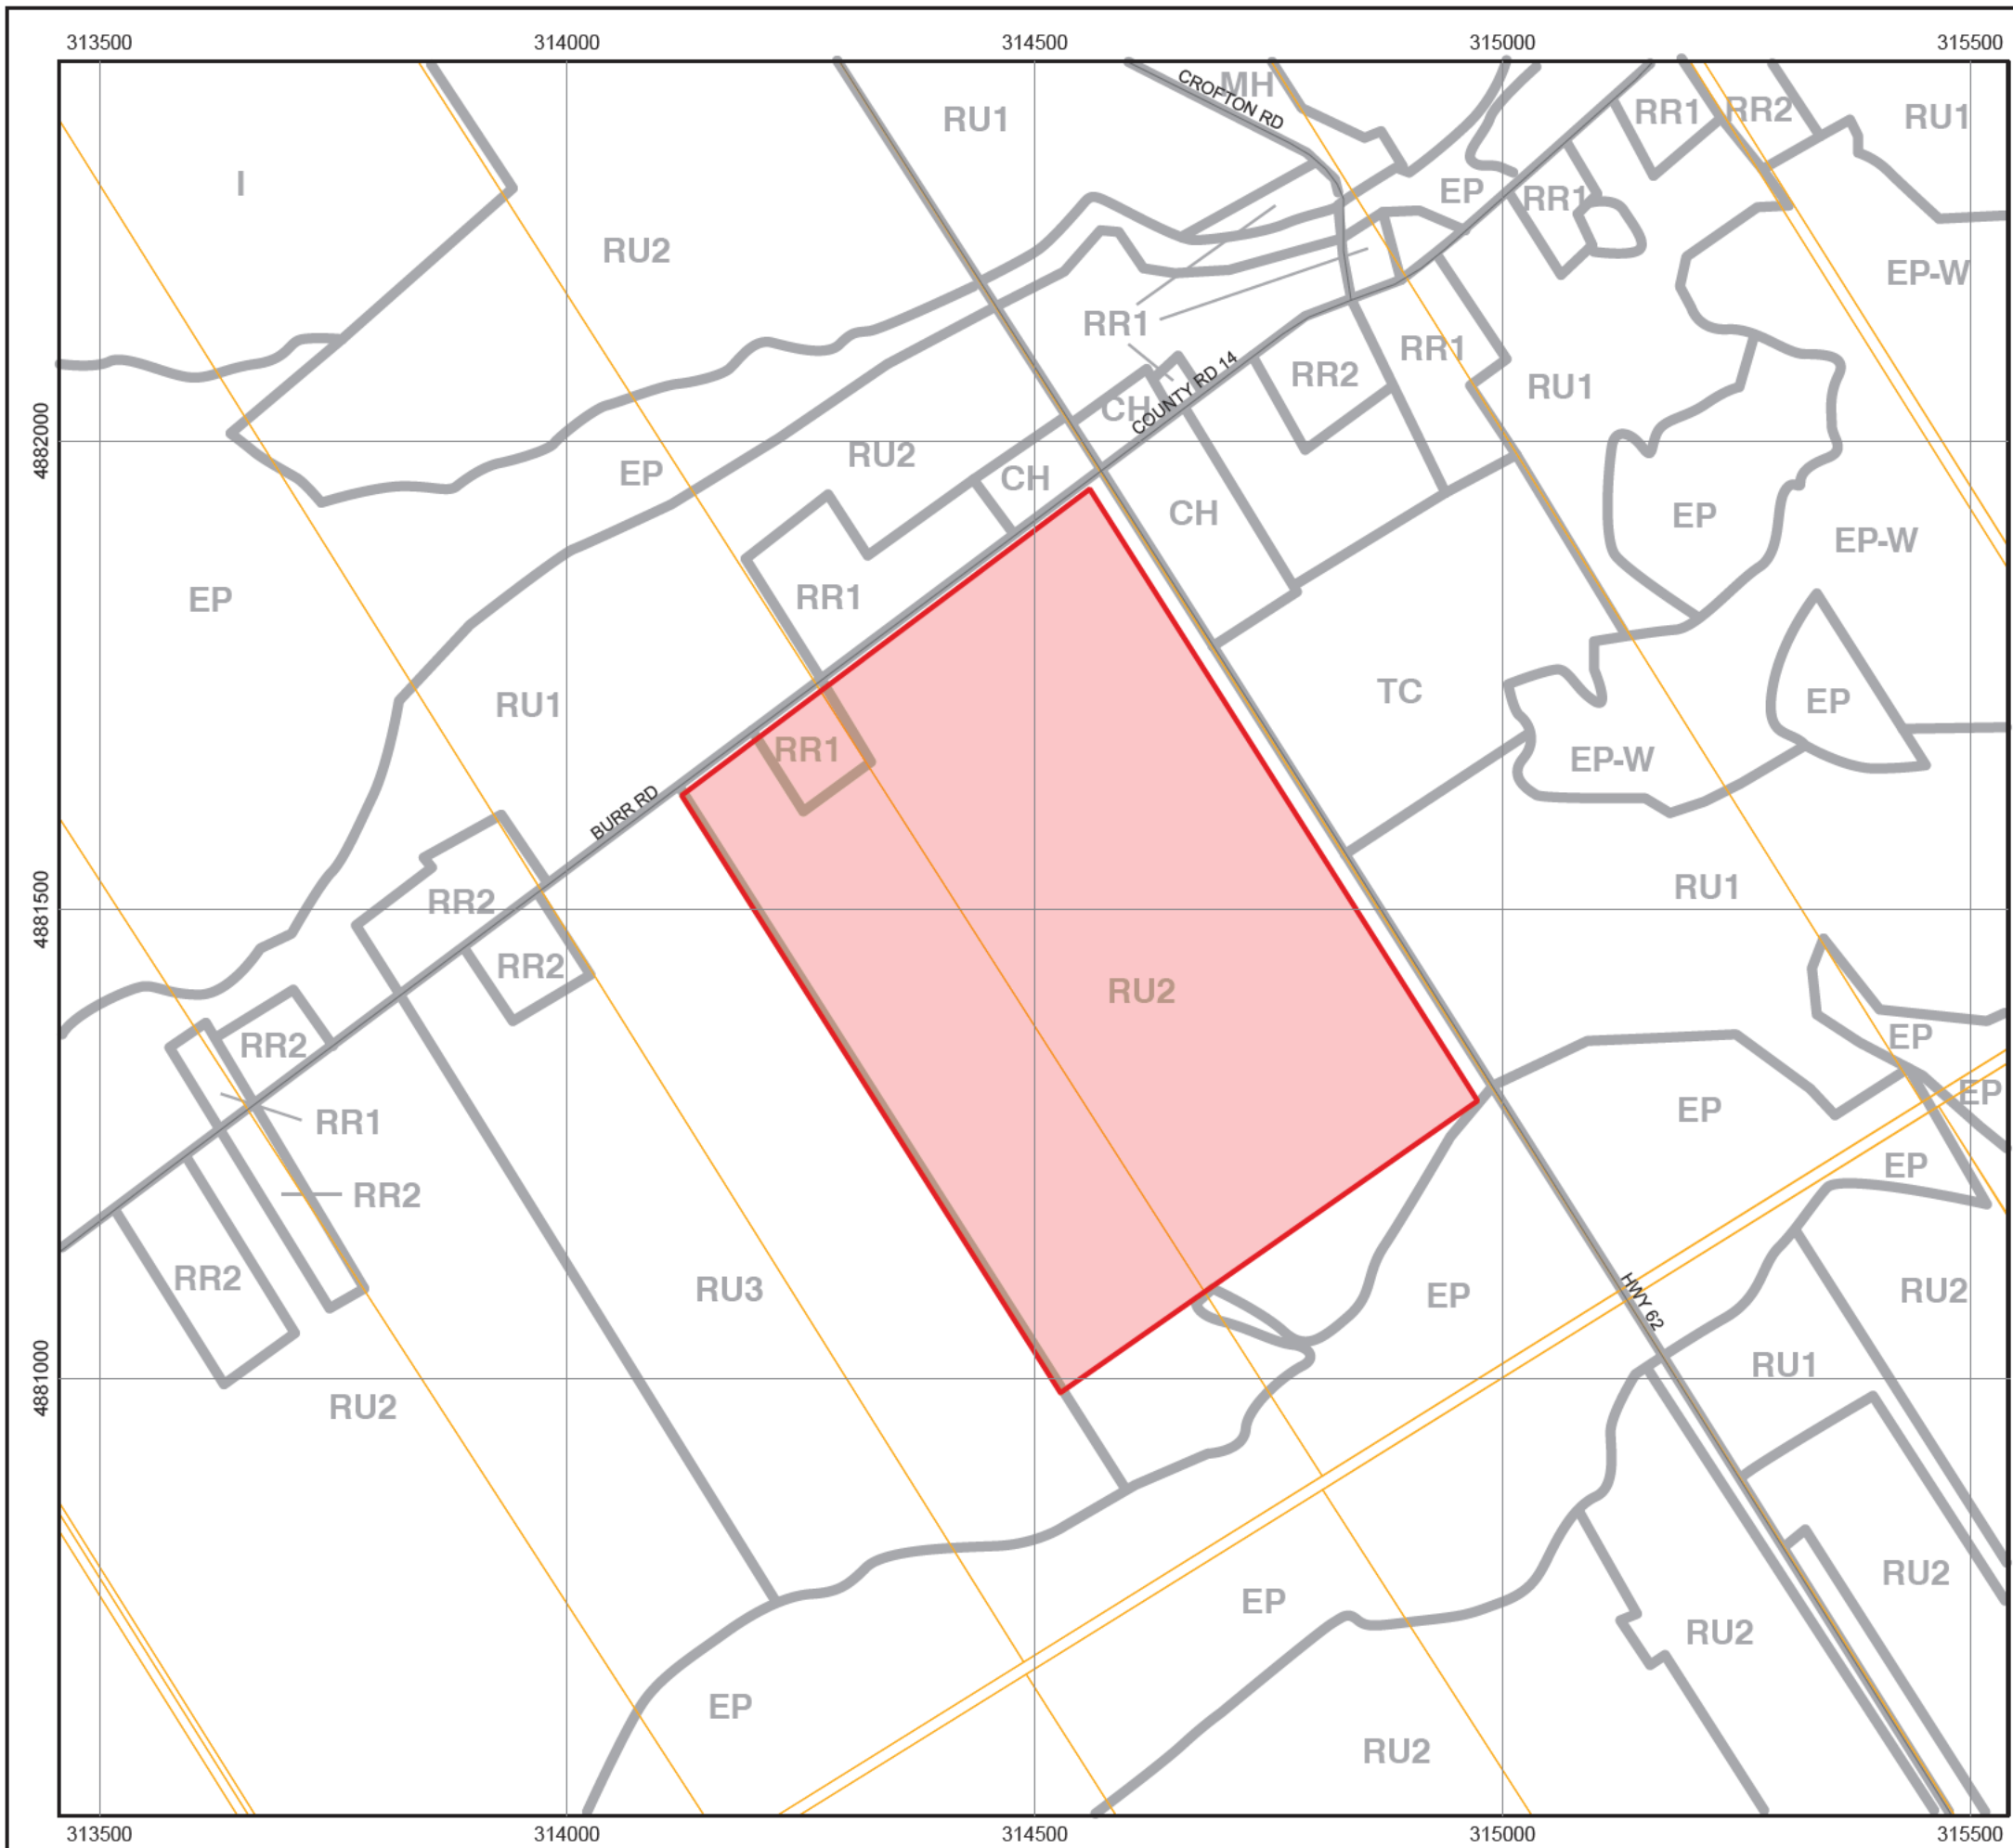 313500
314000
314500
315000
315500
CROFTON RD
MH
RU1
RR1
RR2
RU1
I
RU2
EP
RR1
EP-W
RR1
COUNTY RD 14
RR1
RR2
RU1
CH
4882000
RU2
EP
CH
CH
EP
EP-W
EP
RR1
RU1
TC
EP
RR1
EP-W
BURR RD
4881500
RR2
RU1
RR2
RU2
RR2
EP
EP
EP
RR1
EP
RR2
RR2
RU3
EP
HWY 62
RU2
4881000
RU2
RU1
EP
RU2
RU2
EP
RU2
313500
314000
314500
315000
315500